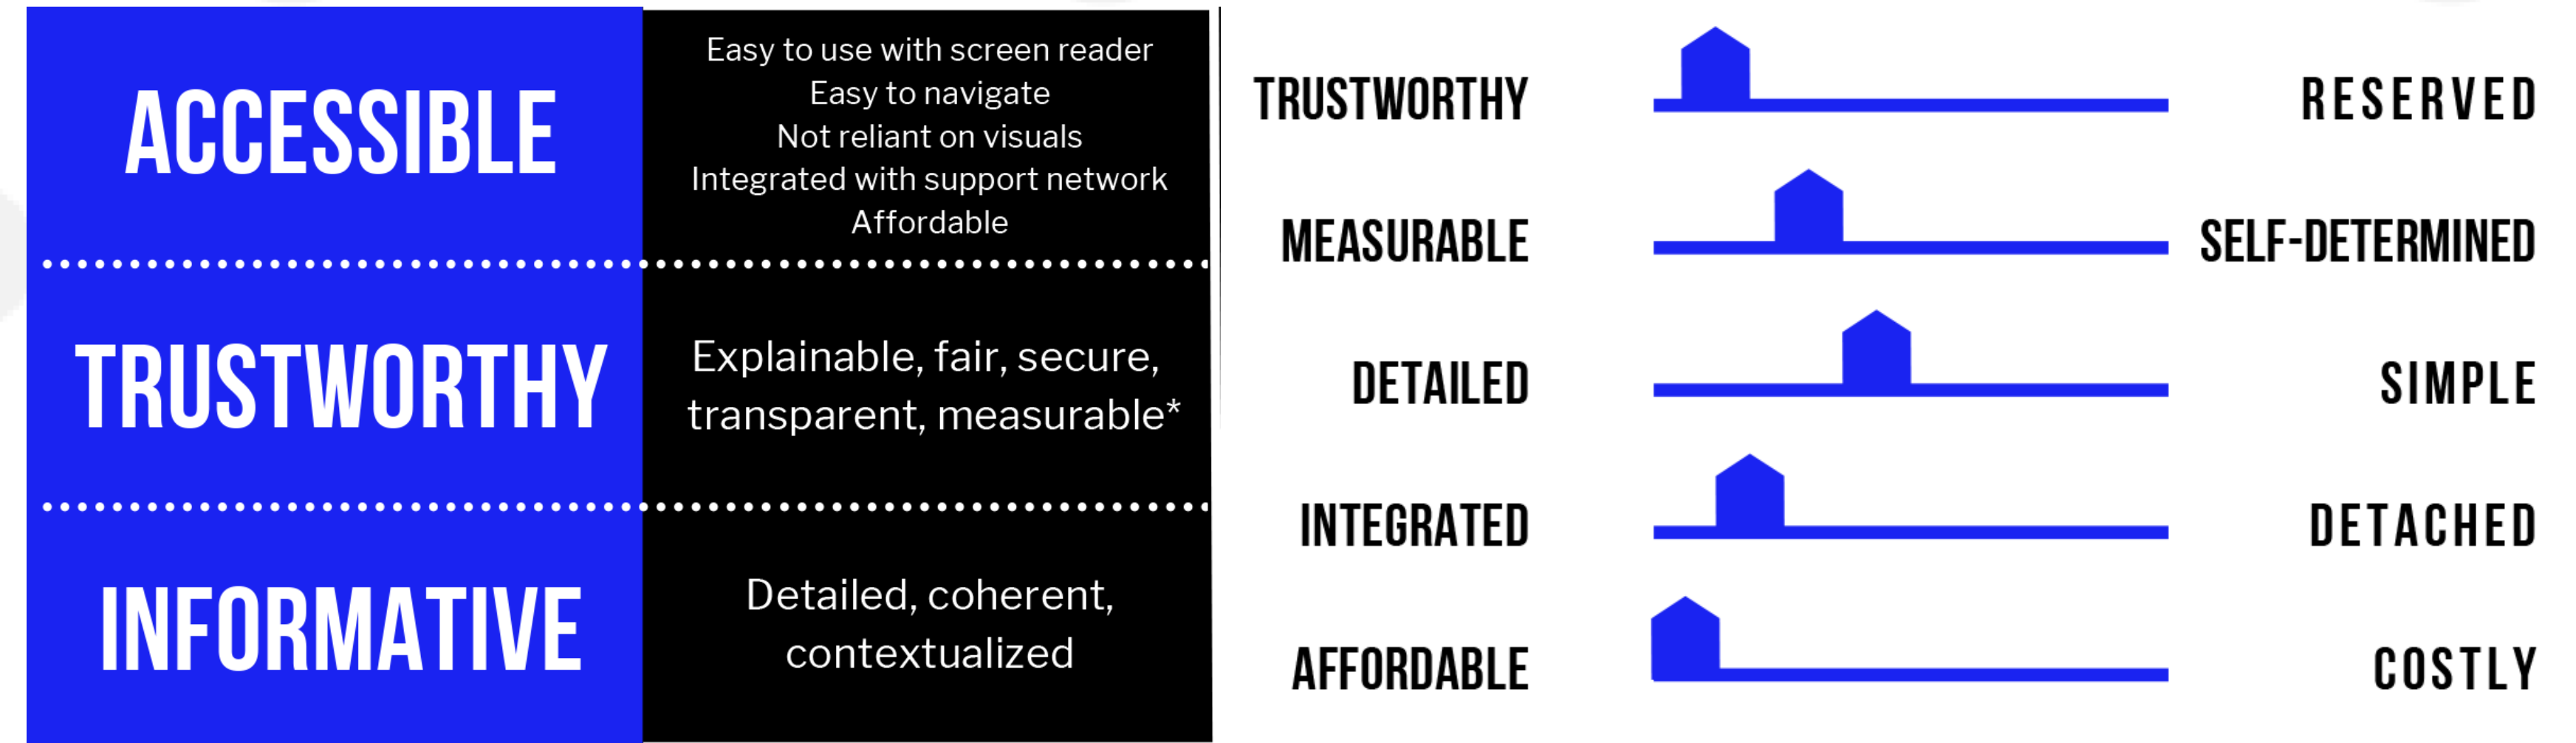 ACCESSIBLE
Easy to use with screen reader
Easy to navigate
Not reliant on visuals
Integrated with support network
Affordable
TRUSTWORTHY
Explainable, fair, secure,
transparent, measurable*
INFORMATIVE
Detailed, coherent,
contextualized
TRUSTWORTHY RESERVED
MEASURABLE SELF-DETERMINED
DETAILED SIMPLE
INTEGRATED DETACHED
AFFORDABLE COSTLY